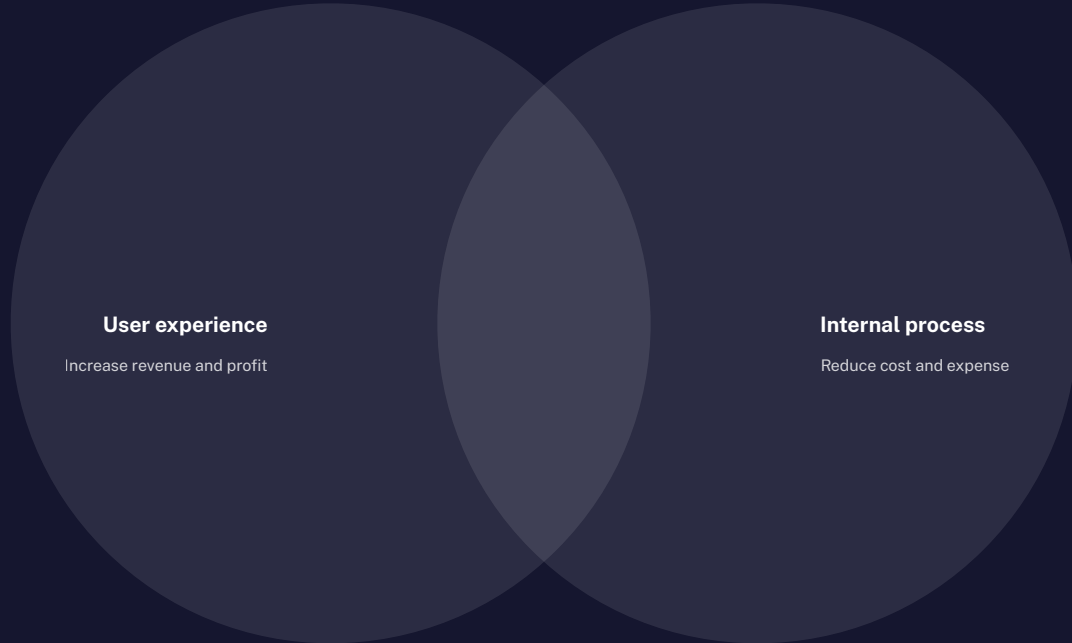 User experience
Increase revenue and profit
Internal process
Reduce cost and expense